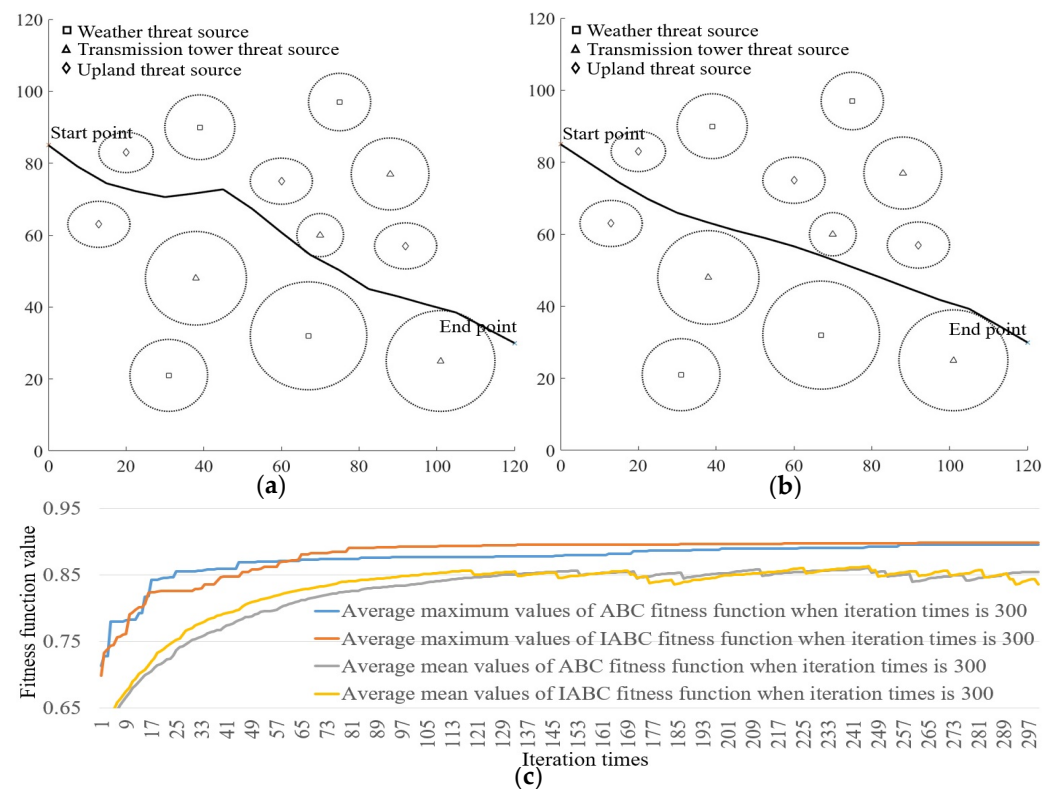 120
100
80
60
40
20
0
Weather threat source
Transmission tower threat source
Upland threat source
Start point
End point
0 20 40 60 80 100 120
(a)
120
100
80
60
40
20
0
Weather threat source
Transmission tower threat source
Upland threat source
Start point
End point
0 20 40 60 80 100 120
(b)
Fitness function value
0.95
0.85
0.75
0.65
Average maximum values of ABC fitness function when iteration times is 300
Average maximum values of IABC fitness function when iteration times is 300
Average mean values of ABC fitness function when iteration times is 300
Average mean values of IABC fitness function when iteration times is 300
1 9 17 25 33 41 49 57 65 73 81 89 97 105 113 121 129 137 145 153 161 169 177 185 193 201 209 217 225 233 241 249 257 265 273 281 289 297
Iteration times
(c)